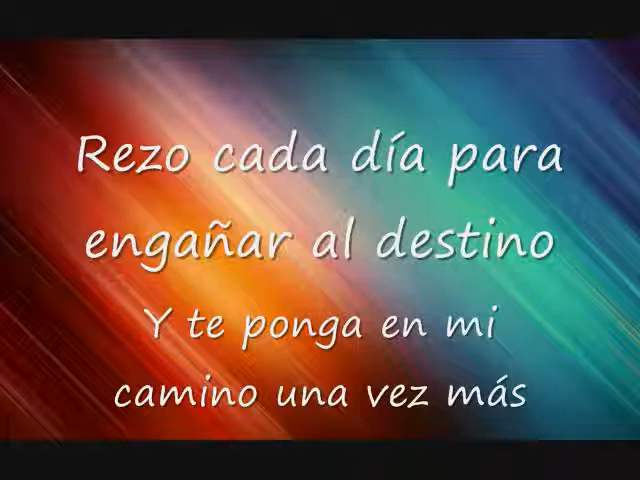 Rezo cada día para
engañar al destino
Y te ponga en mi
camino una vez más